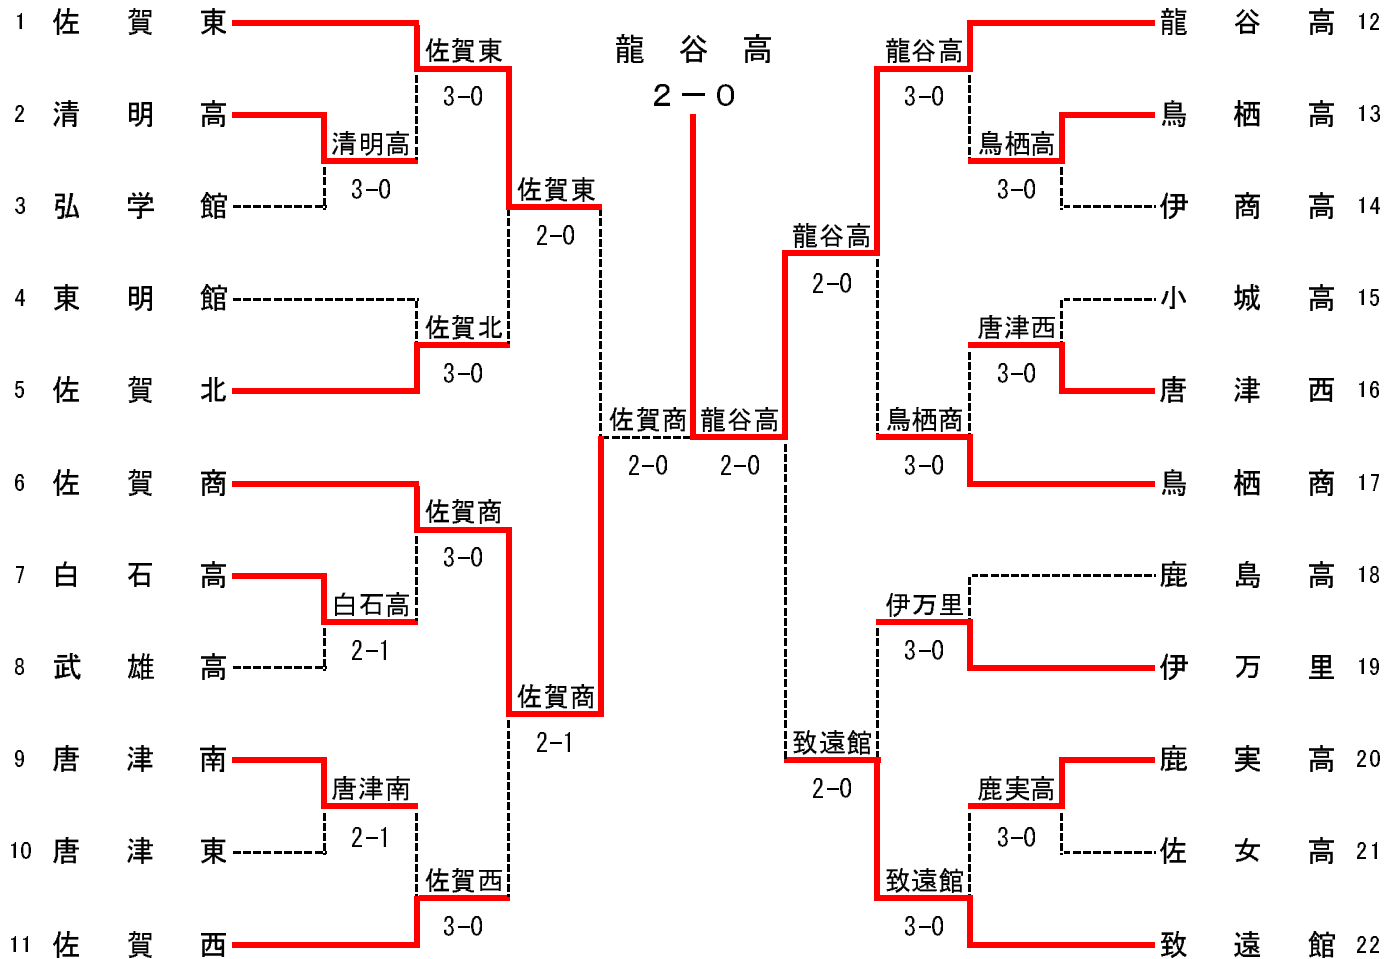 1 佐賀東
2 清明高
3 弘学館
4 東明館
5 佐賀北
6 佐賀商
7 白石高
8 武雄高
9 唐津南
10 唐津東
11 佐賀西
清明高
3-0
白石高
2-1
唐津南
2-1
佐賀東
3-0
佐賀北
3-0
佐賀商
3-0
佐賀西
3-0
佐賀東
2-0
佐賀商
2-1
佐賀商
2-0
龍谷高
2-0
龍谷高
2-0
龍谷高
2-0
致遠館
2-0
龍谷高
3-0
鳥栖商
3-0
伊万里
3-0
致遠館
3-0
鳥栖高
3-0
唐津西
3-0
鹿実高
3-0
龍谷高 12
鳥栖高 13
伊商高 14
小城高 15
唐津西 16
鳥栖商 17
鹿島高 18
伊万里 19
鹿実高 20
佐女高 21
致遠館 22